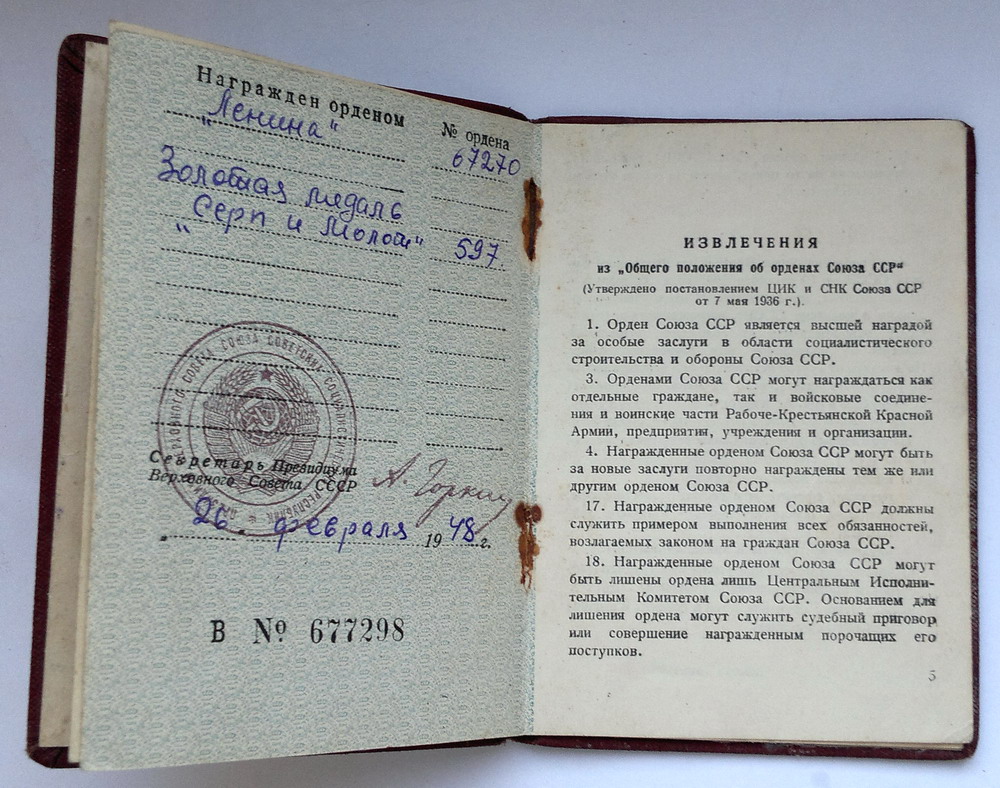 Награжден орденом
№ ордена
"Ленина"
67270
Золотая медаль
"Серп и Молот"
597
ВЕРХОВНОГО СОВЕТА СОЮЗА СОВЕТСКИХ СОЦИАЛИСТИЧЕСКИХ РЕСПУБЛИК
Секретарь Президиума
Верховного Совета СССР
А. Горкин
26 февраля 1948 г.
В № 677298
ИЗВЛЕЧЕНИЯ
из „Общего положения об орденах Союза ССР“
(Утверждено постановлением ЦИК и СНК Союза ССР
от 7 мая 1936 г.).
1. Орден Союза ССР является высшей наградой
за особые заслуги в области социалистического
строительства и обороны Союза ССР.
3. Орденами Союза ССР могут награждаться как
отдельные граждане, так и войсковые соедине-
ния и воинские части Рабоче-Крестьянской Красной
Армии, предприятия, учреждения и организации.
4. Награжденные орденом Союза ССР могут быть
за новые заслуги повторно награждены тем же или
другим орденом Союза ССР.
17. Награжденные орденом Союза ССР должны
служить примером выполнения всех обязанностей,
возлагаемых законом на граждан Союза ССР.
18. Награжденные орденом Союза ССР могут
быть лишены ордена лишь Центральным Исполни-
тельным Комитетом Союза ССР. Основанием для
лишения ордена могут служить судебный приговор
или совершение награжденным порочащих его
поступков.
5